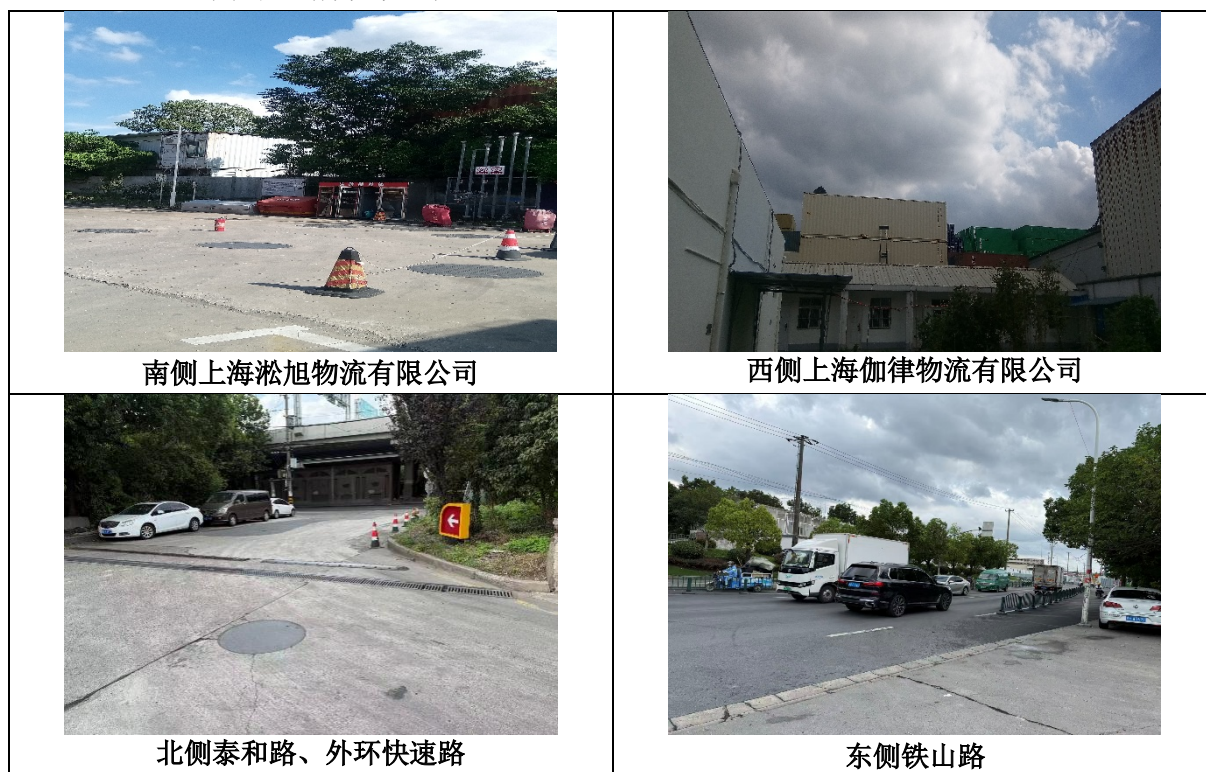 南侧上海淞旭物流有限公司
西侧上海伽律物流有限公司
北侧泰和路、外环快速路
东侧铁山路